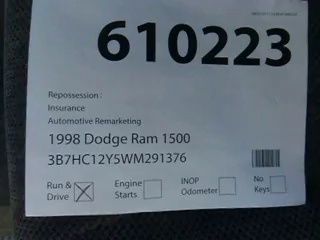 610223
Repossession :
Insurance
Automotive Remarketing
1998 Dodge Ram 1500
3B7HC12Y5WM291376
Run & Drive
Engine Starts
INOP Odometer
No Keys